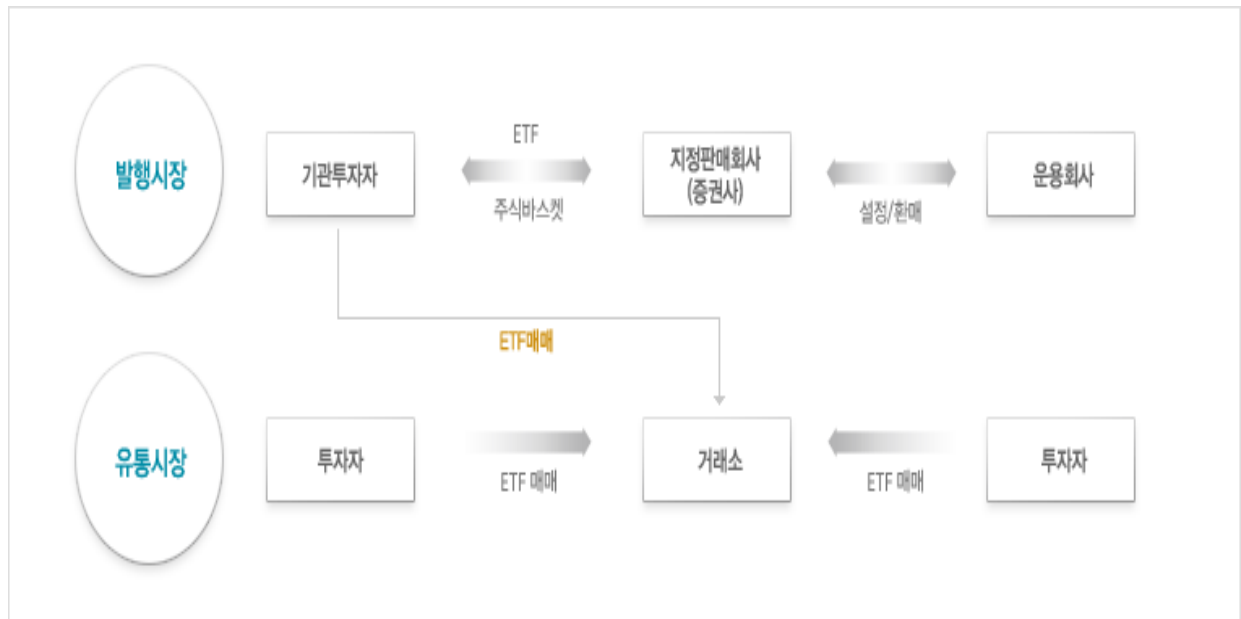 발행시장
기관투자자
ETF
주식바스켓
지정판매회사
(증권사)
설정/환매
운용회사
ETF매매
유통시장
투자자
ETF 매매
거래소
ETF 매매
투자자